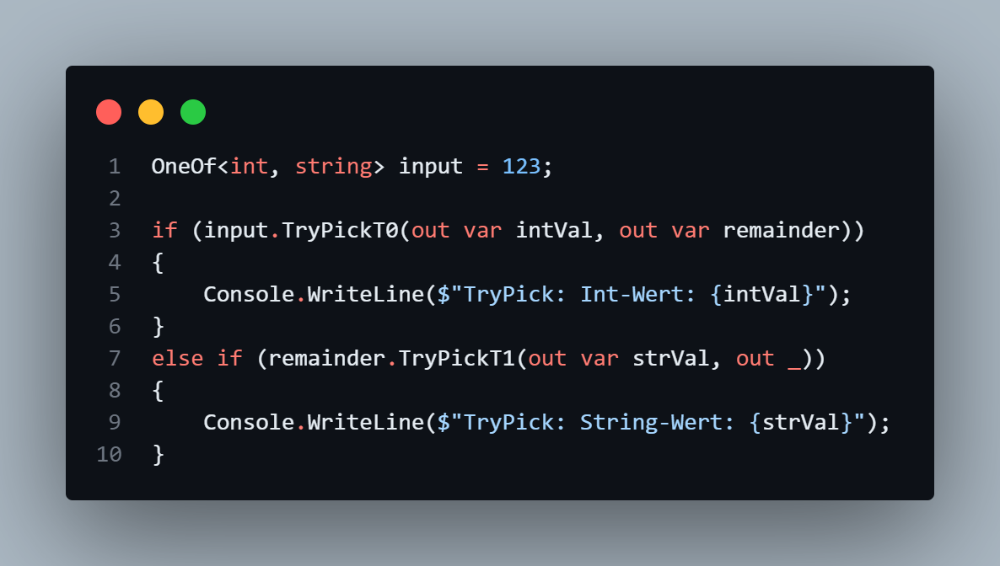 1 OneOf<int, string> input = 123;
2
3 if (input.TryPickT0(out var intVal, out var remainder))
4 {
5     Console.WriteLine($"TryPick: Int-Wert: {intVal}");
6 }
7 else if (remainder.TryPickT1(out var strVal, out _))
8 {
9     Console.WriteLine($"TryPick: String-Wert: {strVal}");
10 }